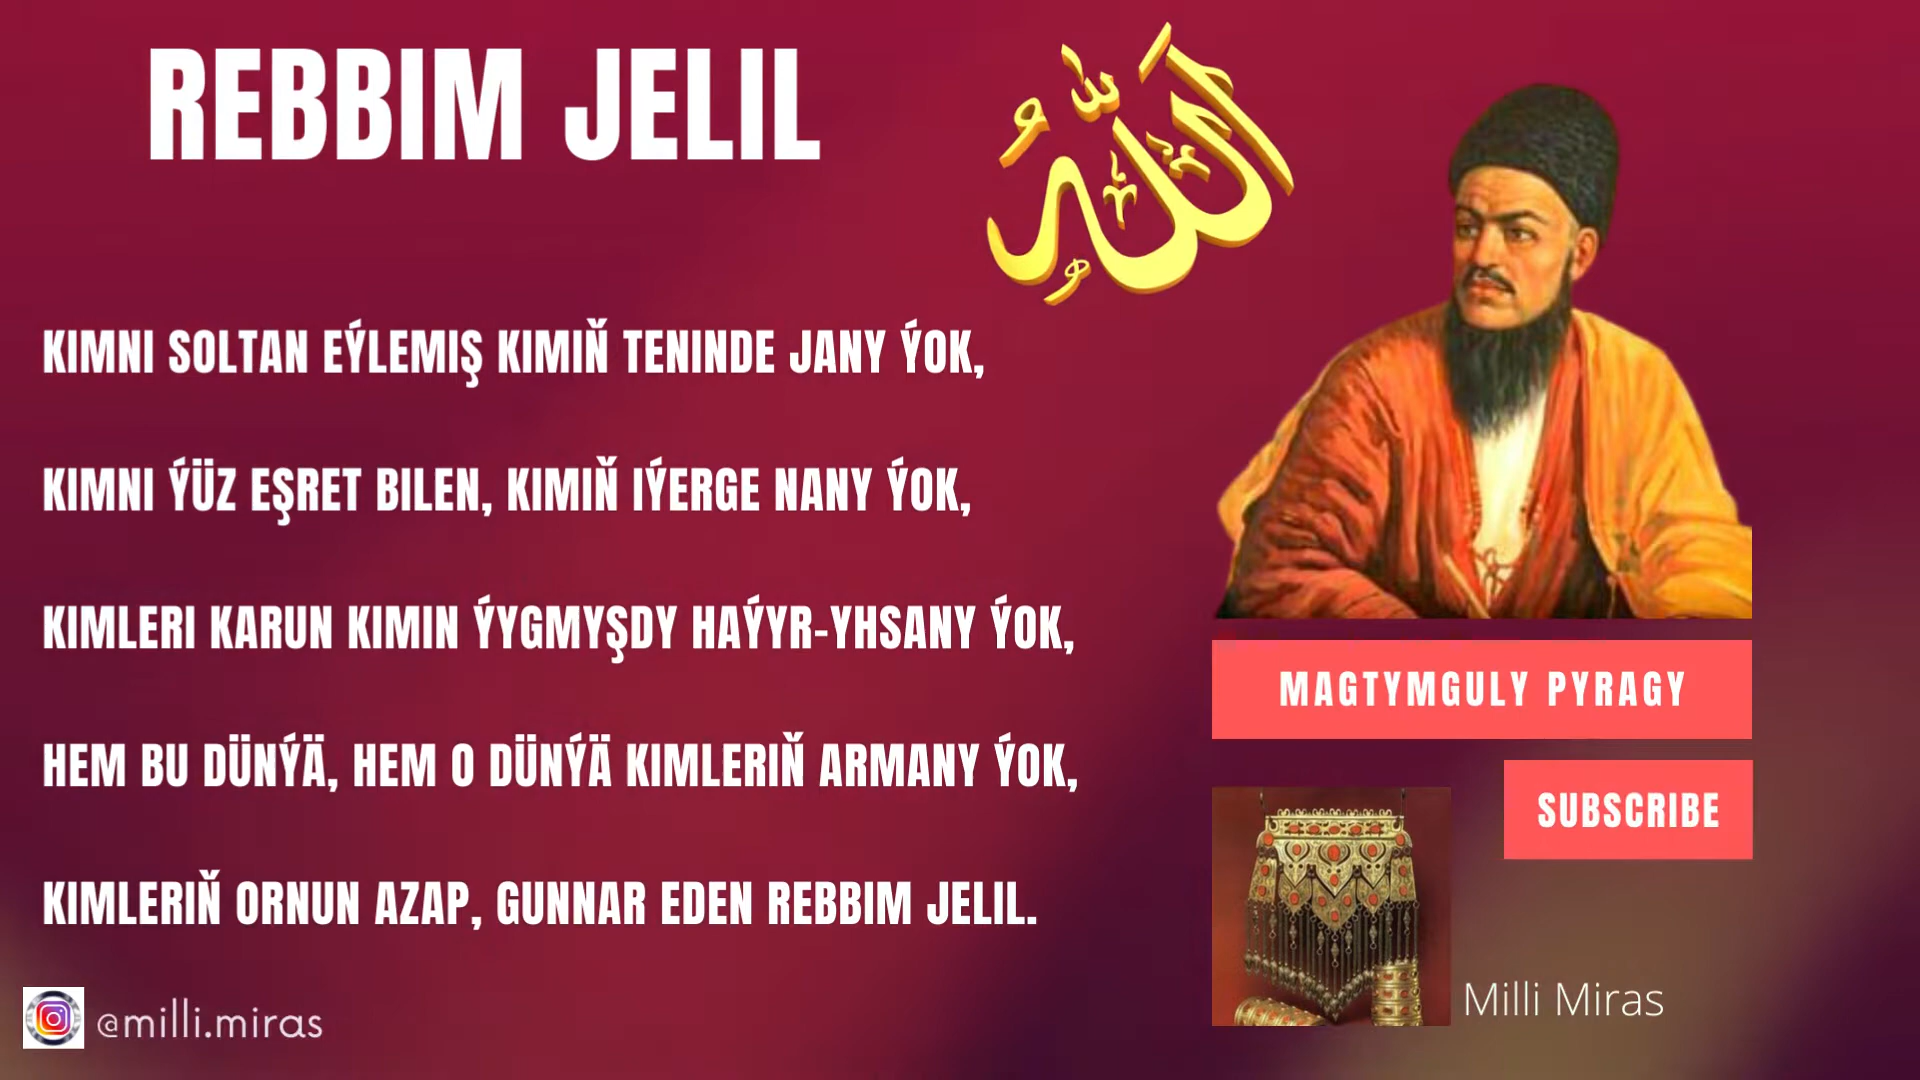 REBBIM JELIL
الله
KIMNI SOLTAN EÝLEMIŞ KIMIŇ TENINDE JANY ÝOK,
KIMNI ÝÜZ EŞRET BILEN, KIMIŇ IÝERGE NANY ÝOK,
KIMLERI KARUN KIMIN ÝYGMYŞDY HAÝYR-YHSANY ÝOK,
HEM BU DÜNÝÄ, HEM O DÜNÝÄ KIMLERIŇ ARMANY ÝOK,
KIMLERIŇ ORNUN AZAP, GUNNAR EDEN REBBIM JELIL.
@milli.miras
MAGTYMGULY PYRAGY
SUBSCRIBE
Milli Miras